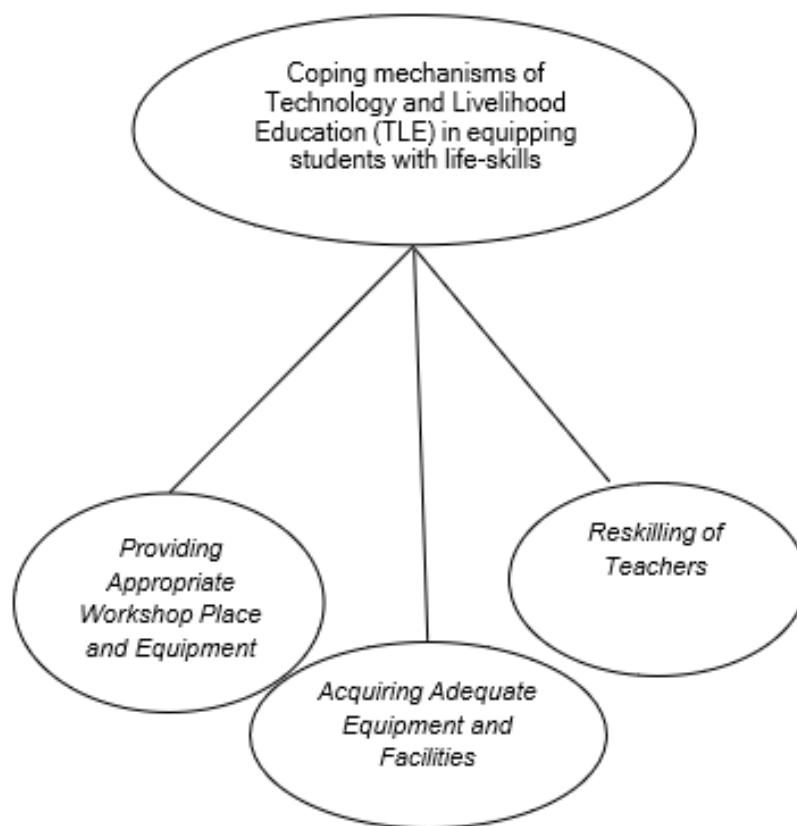 Coping mechanisms of
Technology and Livelihood
Education (TLE) in equipping
students with life-skills
Providing
Appropriate
Workshop Place
and Equipment
Acquiring Adequate
Equipment and
Facilities
Reskilling of
Teachers